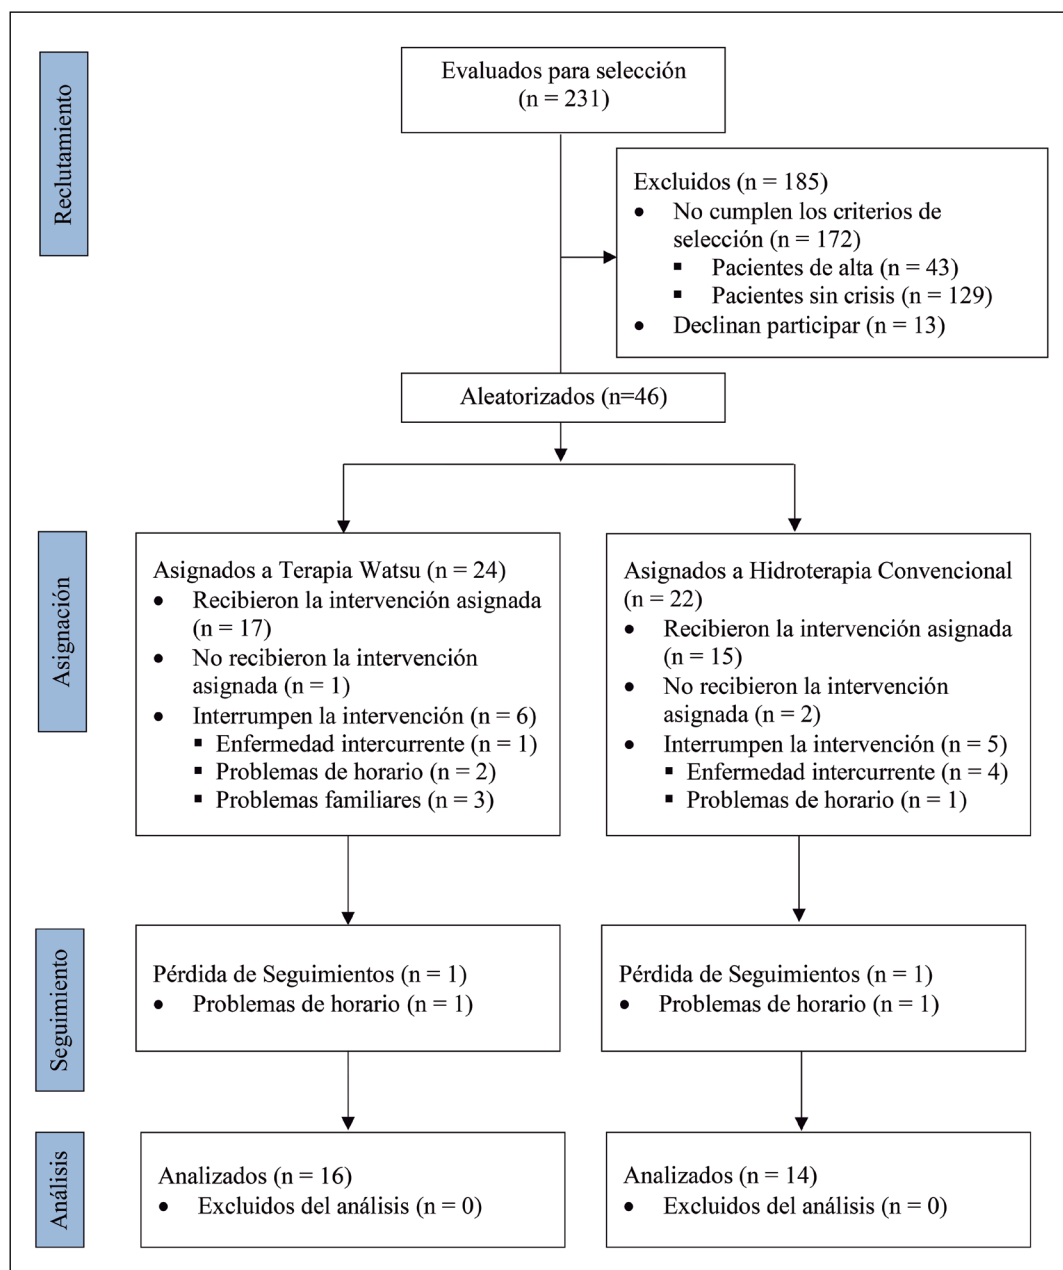 Reclutamiento
Evaluados para selección
(n = 231)
Excluidos (n = 185)
● No cumplen los criterios de
selección (n = 172)
▪ Pacientes de alta (n = 43)
▪ Pacientes sin crisis (n = 129)
● Declinan participar (n = 13)
Aleatorizados (n=46)
Asignación
Asignados a Terapia Watsu (n = 24)
● Recibieron la intervención asignada
(n = 17)
● No recibieron la intervención
asignada (n = 1)
● Interrumpen la intervención (n = 6)
▪ Enfermedad intercurrente (n = 1)
▪ Problemas de horario (n = 2)
▪ Problemas familiares (n = 3)
Asignados a Hidroterapia Convencional
(n = 22)
● Recibieron la intervención asignada
(n = 15)
● No recibieron la intervención
asignada (n = 2)
● Interrumpen la intervención (n = 5)
▪ Enfermedad intercurrente (n = 4)
▪ Problemas de horario (n = 1)
Seguimiento
Pérdida de Seguimientos (n = 1)
● Problemas de horario (n = 1)
Pérdida de Seguimientos (n = 1)
● Problemas de horario (n = 1)
Análisis
Analizados (n = 16)
● Excluidos del análisis (n = 0)
Analizados (n = 14)
● Excluidos del análisis (n = 0)